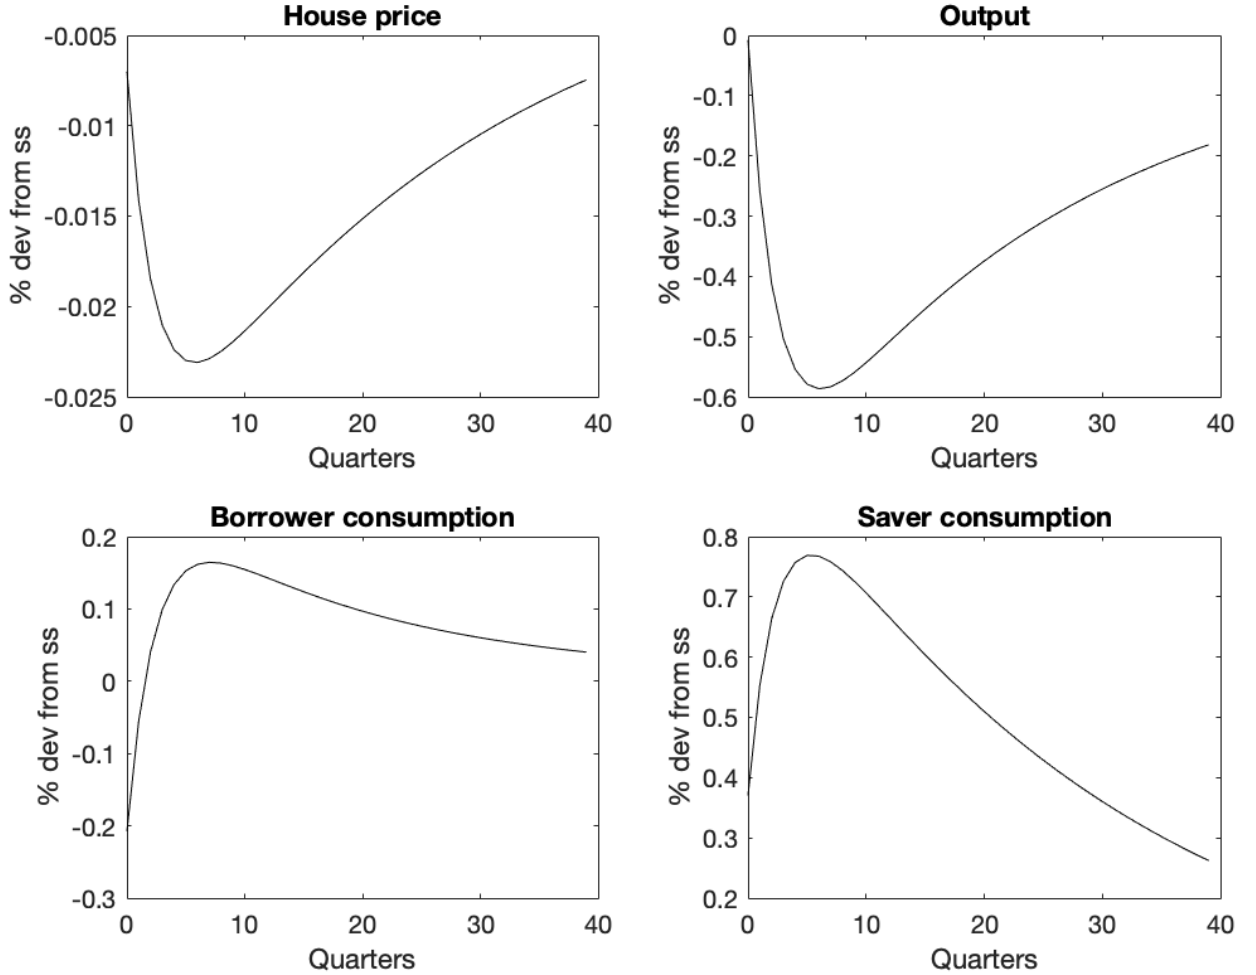 House price
-0.005
-0.01
-0.015
-0.02
-0.025
% dev from ss
0 10 20 30 40
Quarters
Output
0
-0.1
-0.2
-0.3
-0.4
-0.5
-0.6
% dev from ss
0 10 20 30 40
Quarters
Borrower consumption
0.2
0.1
0
-0.1
-0.2
-0.3
% dev from ss
0 10 20 30 40
Quarters
Saver consumption
0.8
0.7
0.6
0.5
0.4
0.3
0.2
% dev from ss
0 10 20 30 40
Quarters